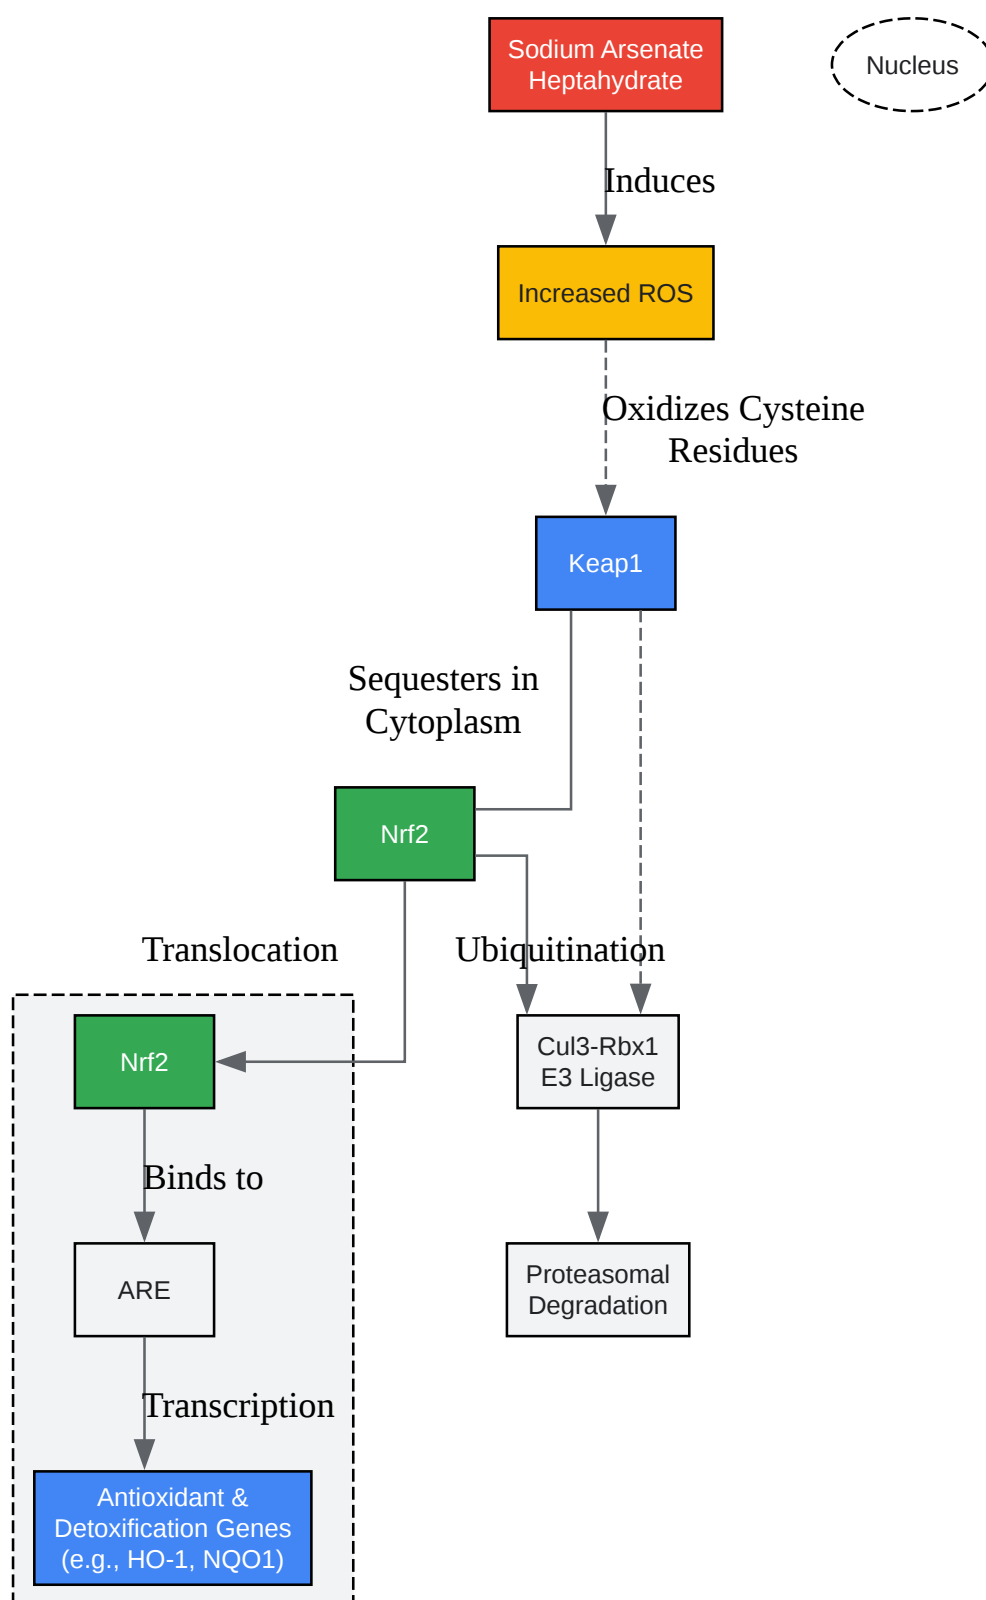 Sodium Arsenate
Heptahydrate
Nucleus
Induces
Increased ROS
Oxidizes Cysteine
Residues
Keap1
Sequesters in
Cytoplasm
Nrf2
Translocation
Ubiquitination
Nrf2
Cul3-Rbx1
E3 Ligase
Binds to
ARE
Proteasomal
Degradation
Transcription
Antioxidant &
Detoxification Genes
(e.g., HO-1, NQO1)